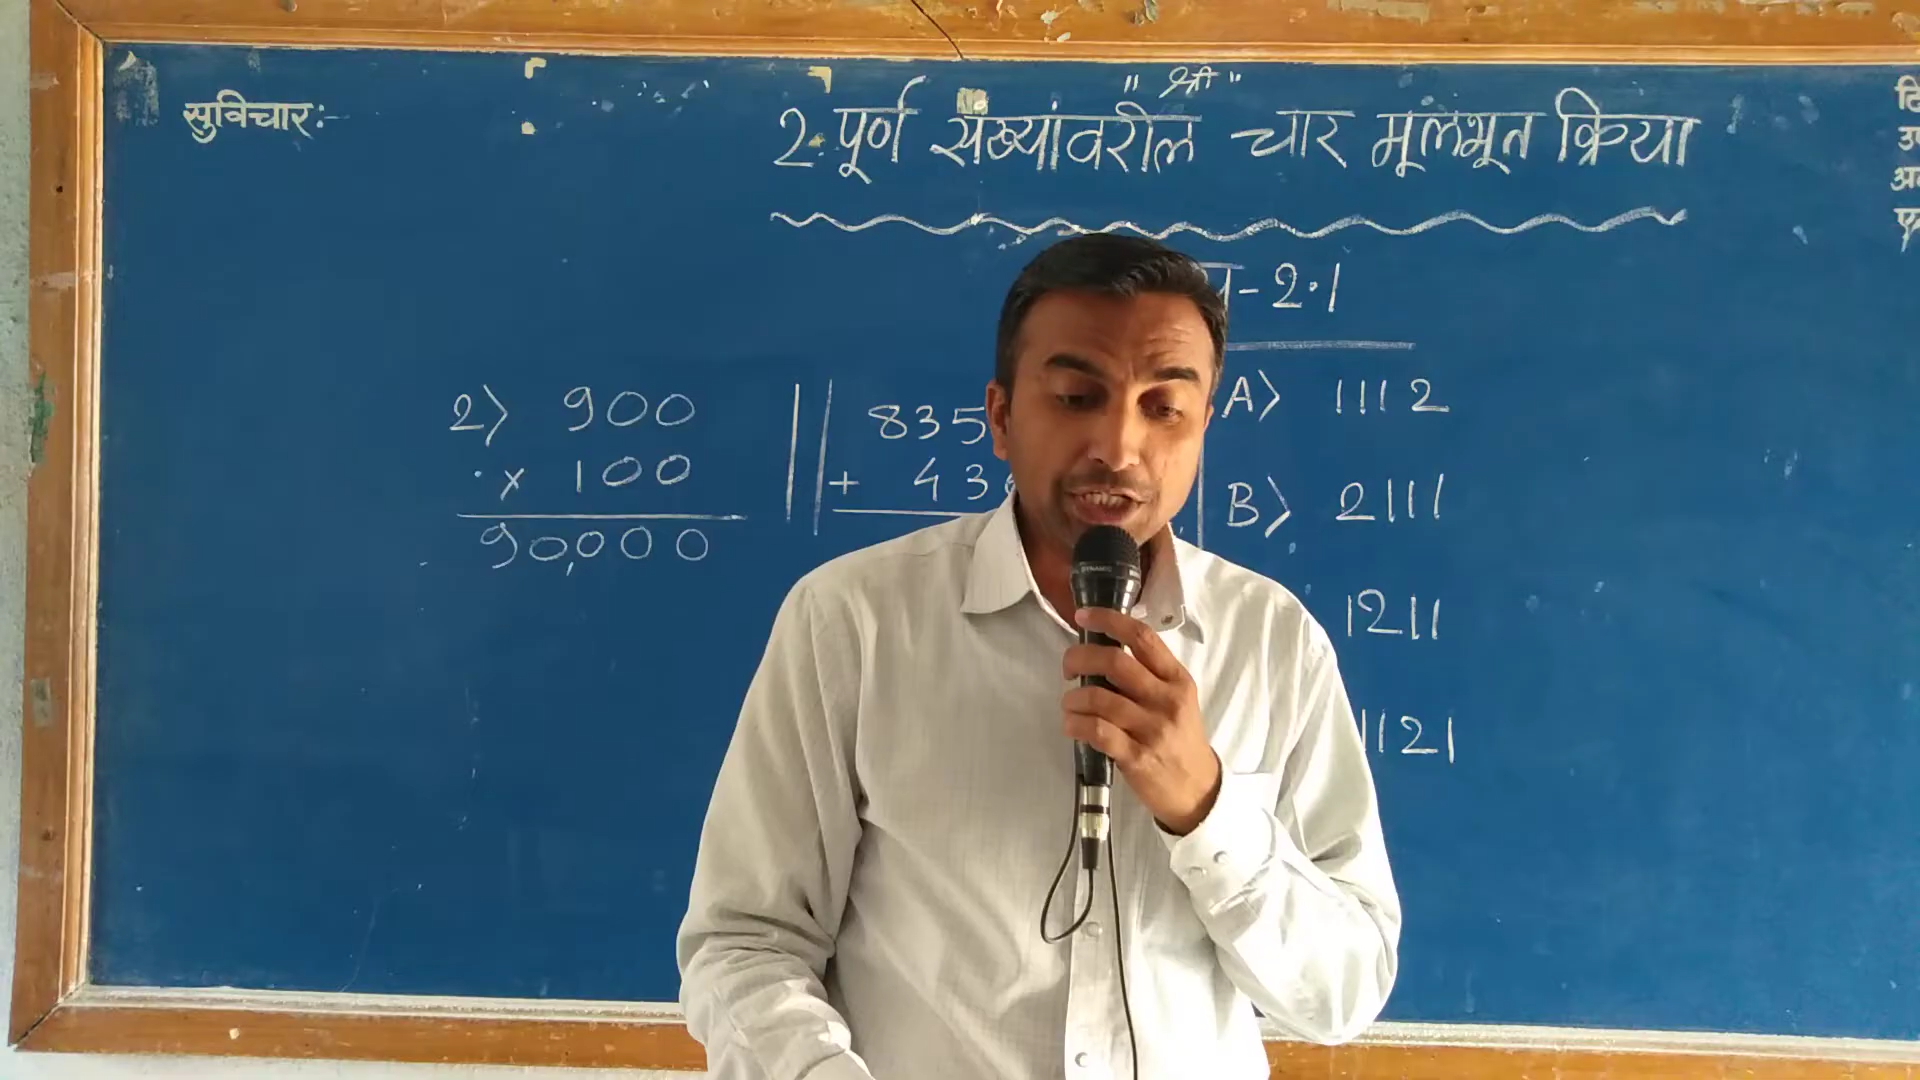 " श्री "
सुविचार:-
2. पूर्ण संख्यांवरील चार मूलभूत क्रिया
- 2.1
2) 900
x 100
90,000
835
+ 43
A) 1112
B) 2111
1211
1121